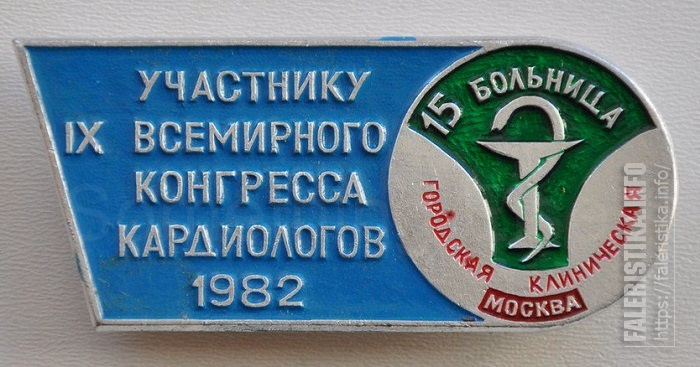 УЧАСТНИКУ
IX ВСЕМИРНОГО
КОНГРЕССА
КАРДИОЛОГОВ
1982
15 БОЛЬНИЦА
ГОРОДСКАЯ КЛИНИЧЕСКАЯ
МОСКВА
FALERISTIKA.INFO
https://faleristika.info/